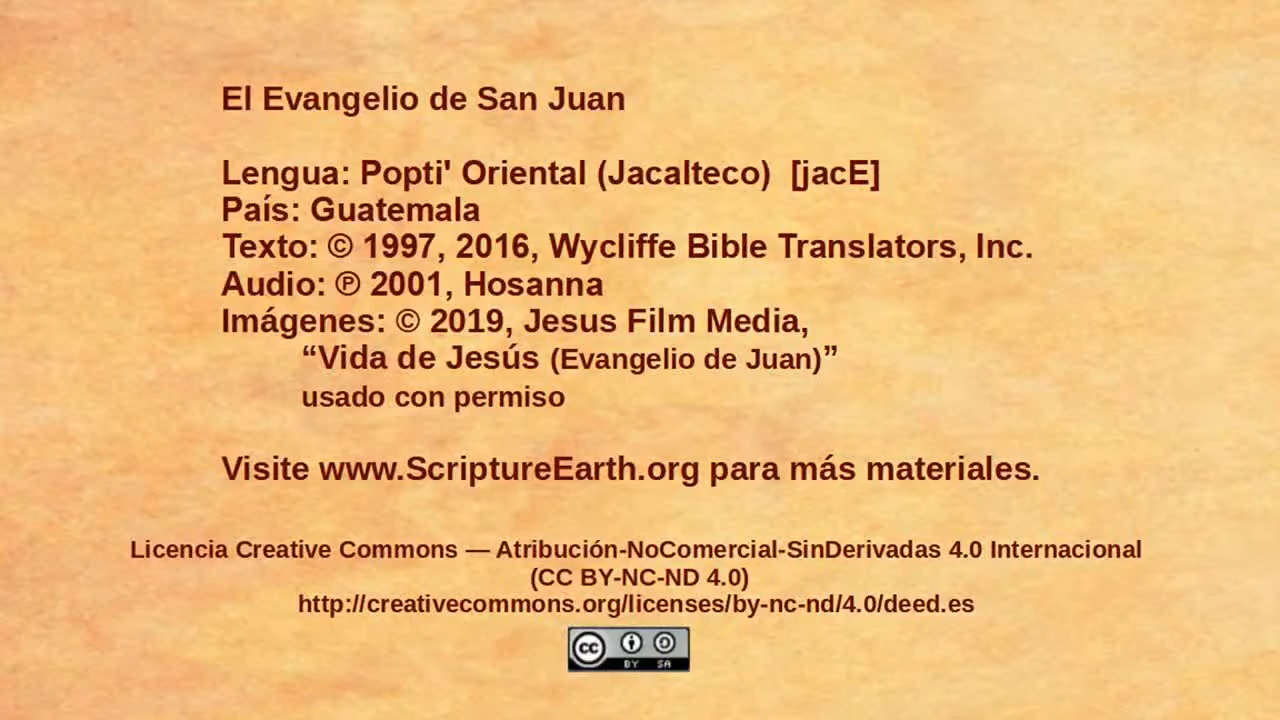 El Evangelio de San Juan
Lengua: Popti' Oriental (Jacalteco) [jacE]
País: Guatemala
Texto: © 1997, 2016, Wycliffe Bible Translators, Inc.
Audio: ℗ 2001, Hosanna
Imágenes: © 2019, Jesus Film Media,
“Vida de Jesús (Evangelio de Juan)”
usado con permiso
Visite www.ScriptureEarth.org para más materiales.
Licencia Creative Commons — Atribución-NoComercial-SinDerivadas 4.0 Internacional
(CC BY-NC-ND 4.0)
http://creativecommons.org/licenses/by-nc-nd/4.0/deed.es
cc BY SA